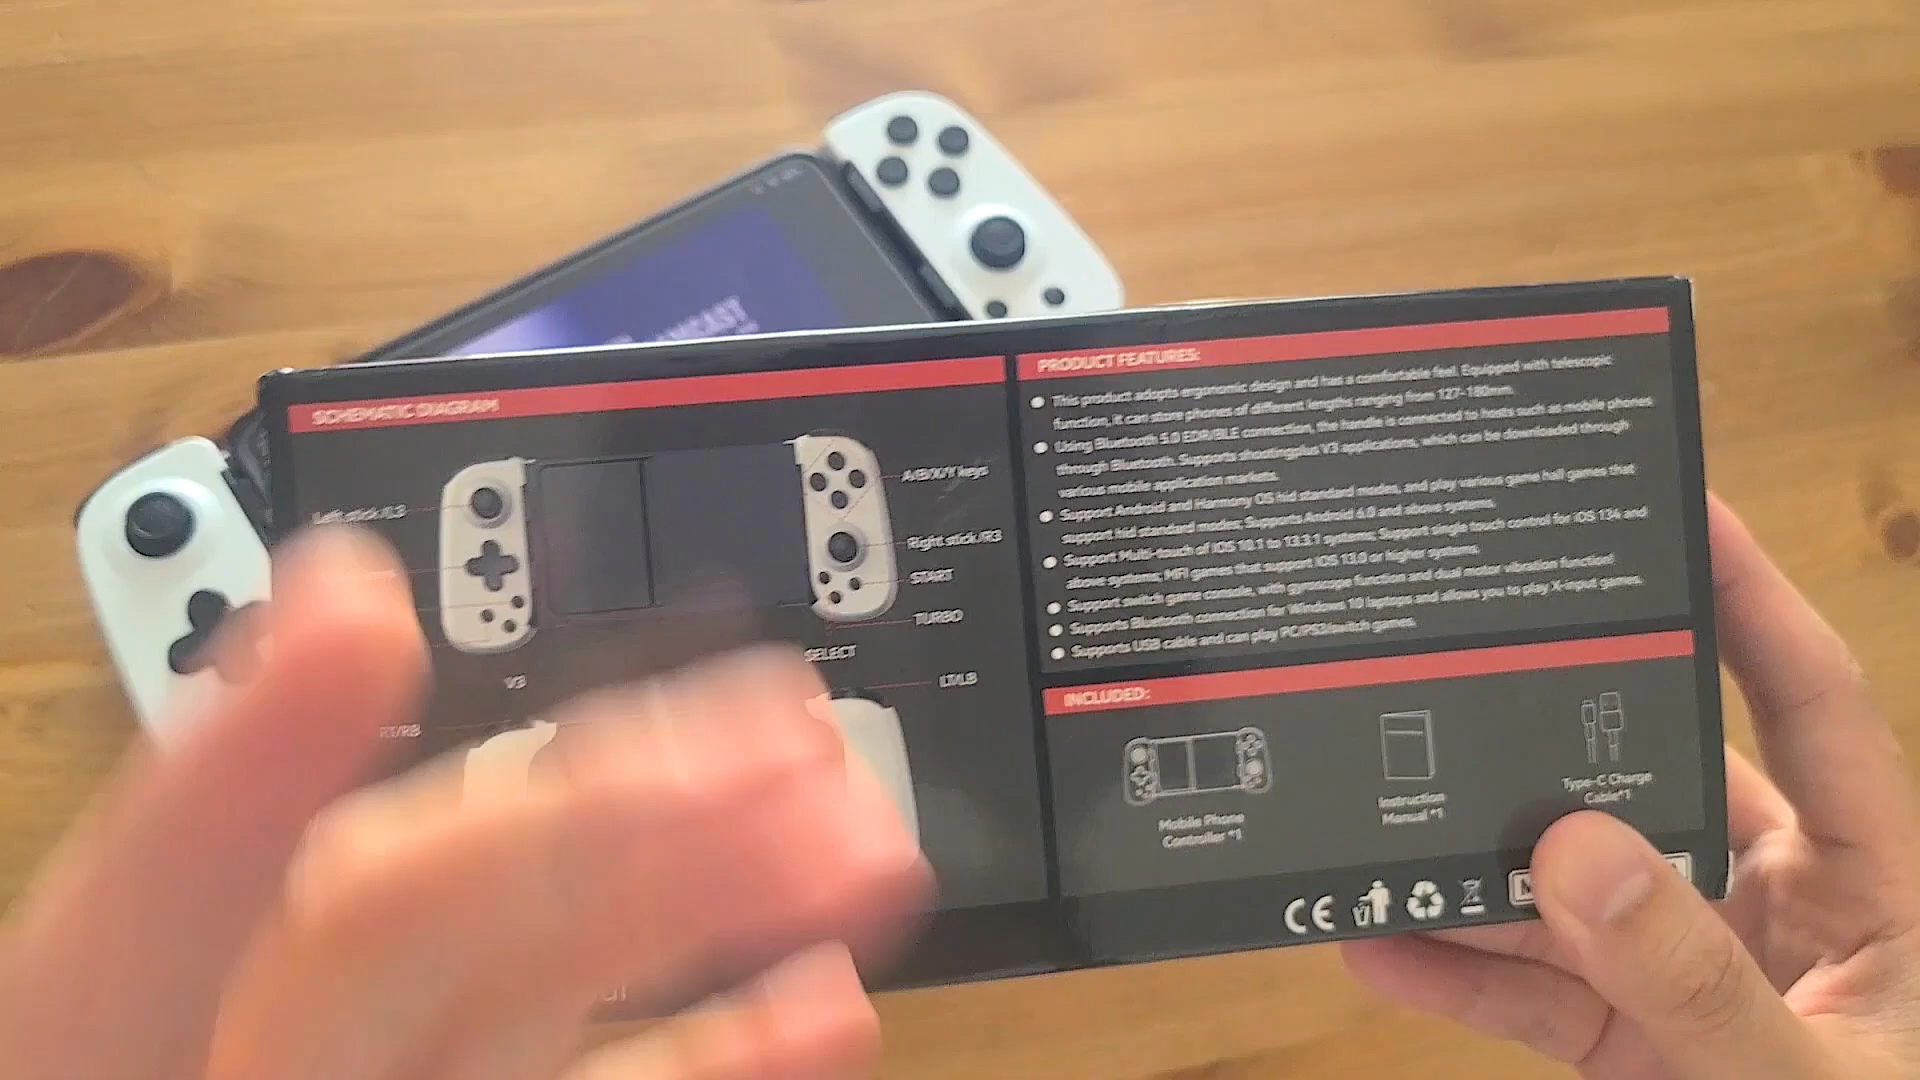 SCHEMATIC DIAGRAM
Left stick/L3
A/B/X/Y keys
Right stick/R3
START
TURBO
SELECT
V3
LT/LB
RT/RB
PRODUCT FEATURES:
This product adopts ergonomic design and has a comfortable feel. Equipped with telescopic
function, it can store phones of different lengths ranging from 127-180mm.
Using Bluetooth 5.0 EDR/BLE connection, the handle is connected to hosts such as mobile phones
through Bluetooth. Supports shootingplus V3 applications, which can be downloaded through
various mobile application markets.
Support Android and Harmony OS hid standard modes, and play various game hall games that
support hid standard modes. Supports Android 6.0 and above systems.
Support Multi-touch of iOS 10.1 to 13.3.1 systems; Support single touch control for iOS 134 and
above systems; MFI games that support iOS 13.0 or higher systems.
Support switch game console, with gyroscope function and dual motor vibration function!
Supports Bluetooth connection for Windows 10 laptops and allows you to play X-input games.
Supports USB cable and can play PC/PS3/switch games.
INCLUDED:
Mobile Phone
Controller *1
Instruction
Manual *1
Type-C Charge
Cable*1
CE